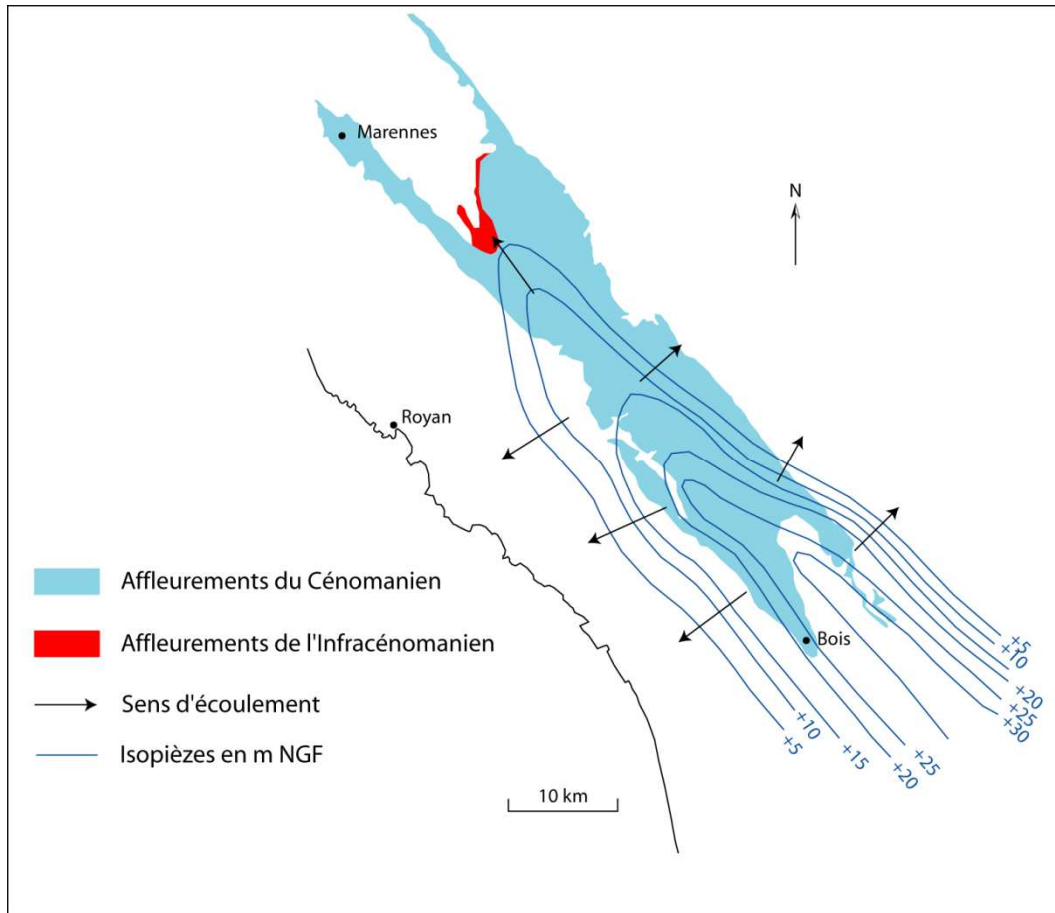 Marennes
N
Royan
Affleurements du Cénomanien
Affleurements de l'Infracénomanien
Bois
Sens d'écoulement
Isopièzes en m NGF
+5
+10
+20
+25
+30
+10
+5
+15
+25
+20
10 km